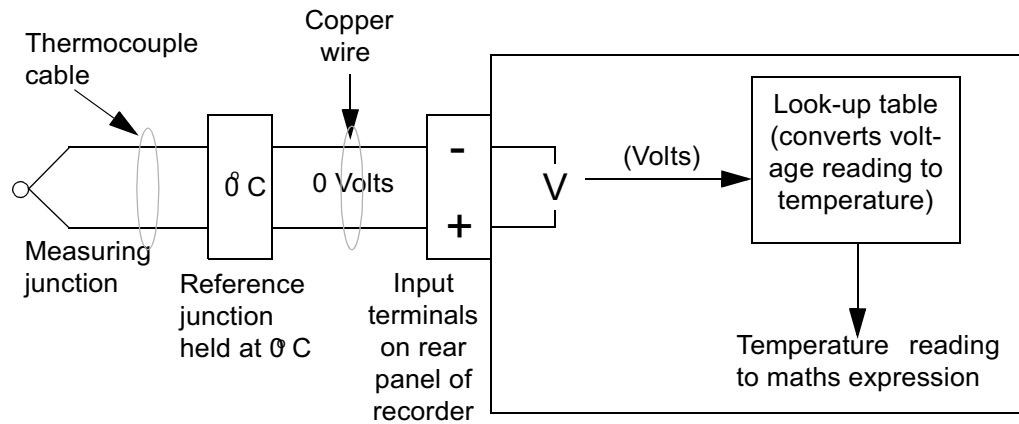 Thermocouple
cable
Copper
wire
0° C
0 Volts
-
+
V
(Volts)
Look-up table
(converts volt-
age reading to
temperature)
Measuring
junction
Reference
junction
held at 0° C
Input
terminals
on rear
panel of
recorder
Temperature reading
to maths expression